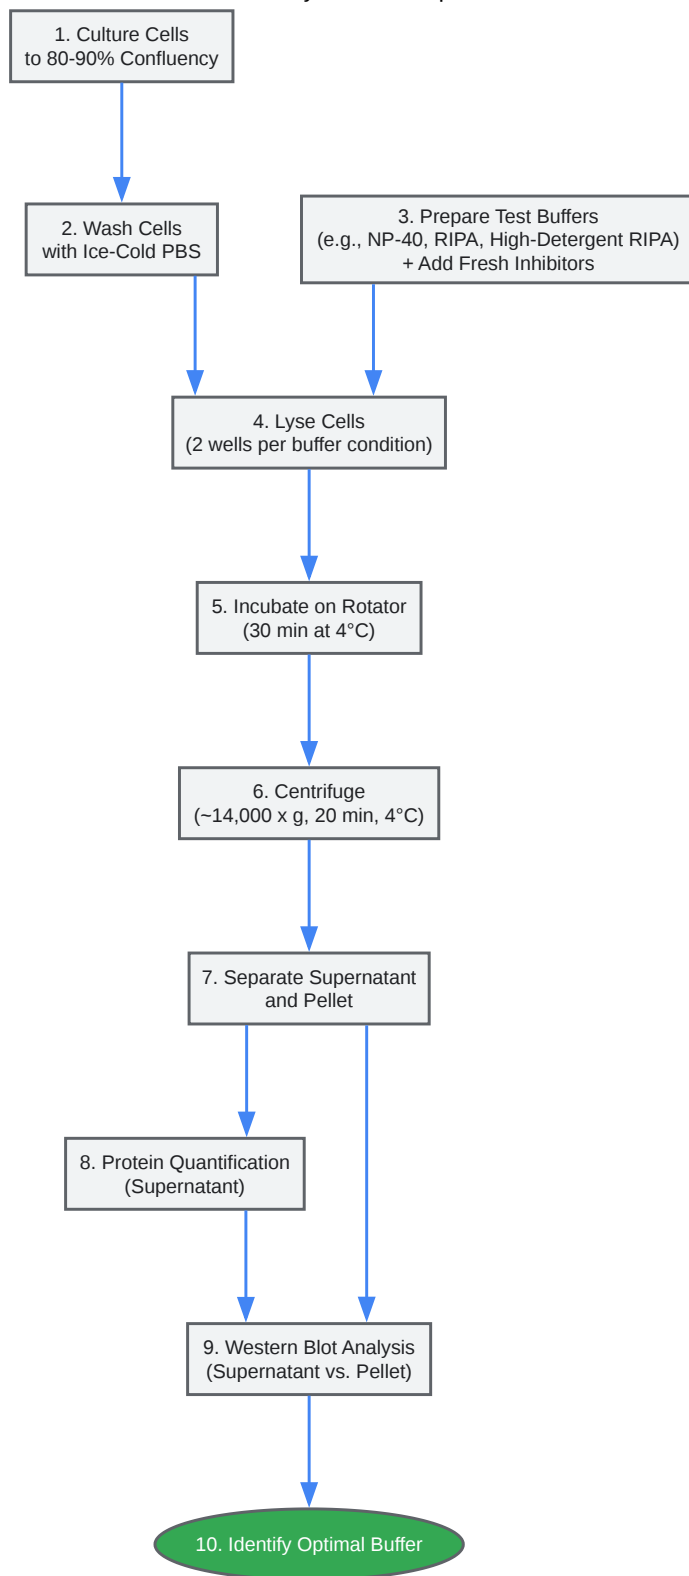 1. Culture Cells
to 80-90% Confluency
2. Wash Cells
with Ice-Cold PBS
3. Prepare Test Buffers
(e.g., NP-40, RIPA, High-Detergent RIPA)
+ Add Fresh Inhibitors
4. Lyse Cells
(2 wells per buffer condition)
5. Incubate on Rotator
(30 min at 4°C)
6. Centrifuge
(~14,000 x g, 20 min, 4°C)
7. Separate Supernatant
and Pellet
8. Protein Quantification
(Supernatant)
9. Western Blot Analysis
(Supernatant vs. Pellet)
10. Identify Optimal Buffer